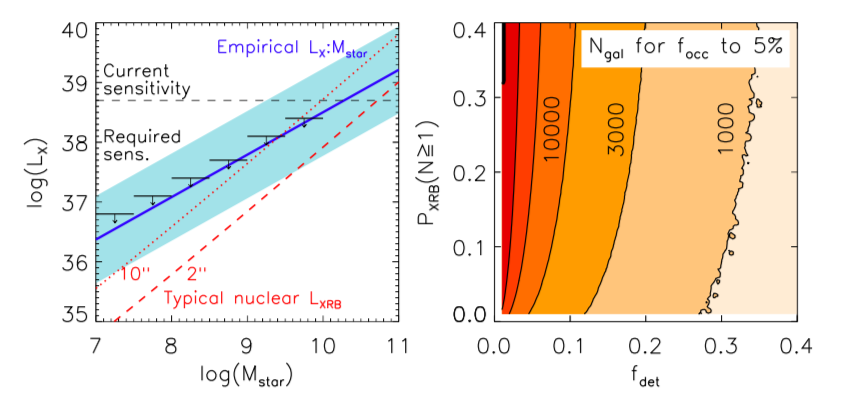 40
39
38
37
36
35
log(L_X)
Empirical L_X:M_star
Current
sensitivity
Required
sens.
10"
2"
Typical nuclear L_XRB
7
8
9
10
11
log(M_star)
0.4
0.3
0.2
0.1
0.0
P_XRB(N≧1)
N_gal for f_occ to 5%
10000
3000
1000
0.0
0.1
0.2
0.3
0.4
f_det